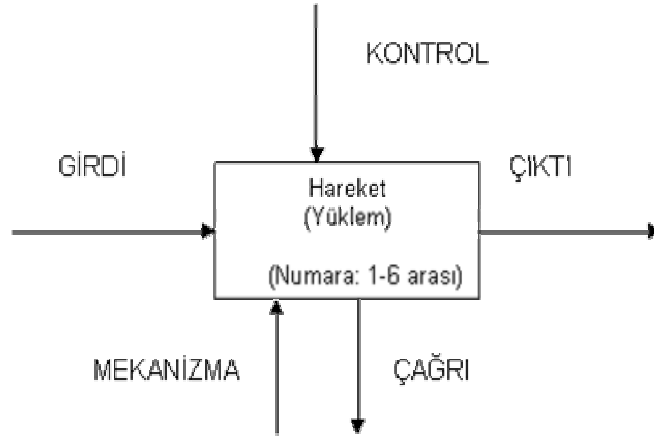 KONTROL
GİRDİ
ÇIKTI
Hareket
(Yüklem)
(Numara: 1-6 arası)
MEKANİZMA
ÇAĞRI